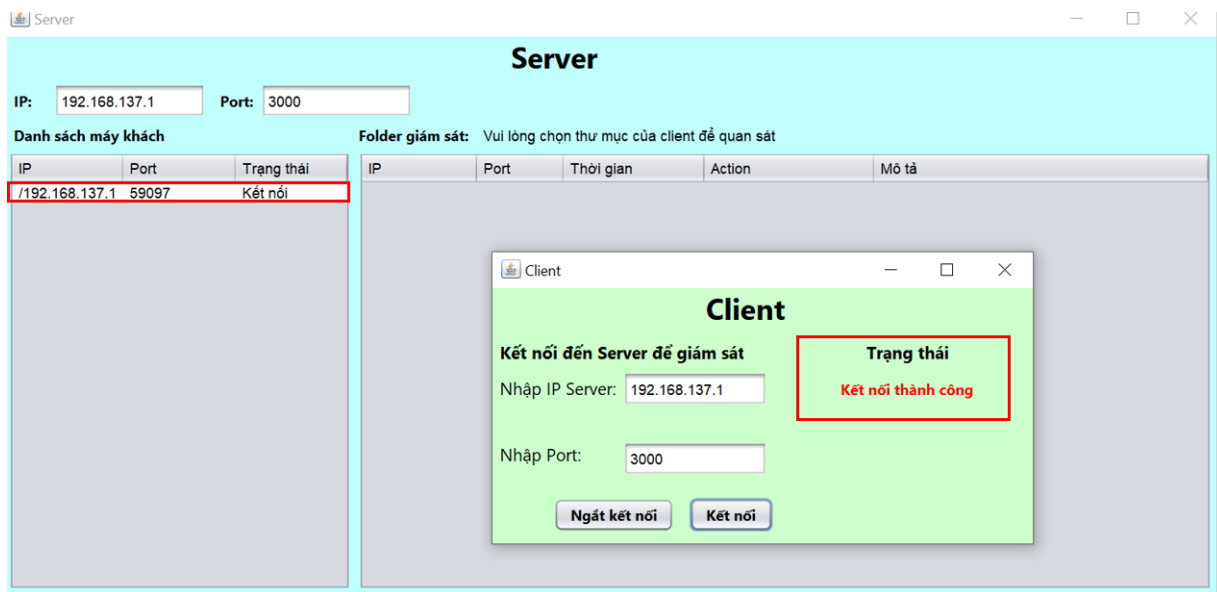 Server
Server
IP: 192.168.137.1 Port: 3000
Danh sách máy khách Folder giám sát: Vui lòng chọn thư mục của client để quan sát
IP Port Trạng thái IP Port Thời gian Action Mô tả
/192.168.137.1 59097 Kết nối
Client
Client
Kết nối đến Server để giám sát Trạng thái
Nhập IP Server: 192.168.137.1 Kết nối thành công
Nhập Port: 3000
Ngắt kết nối Kết nối